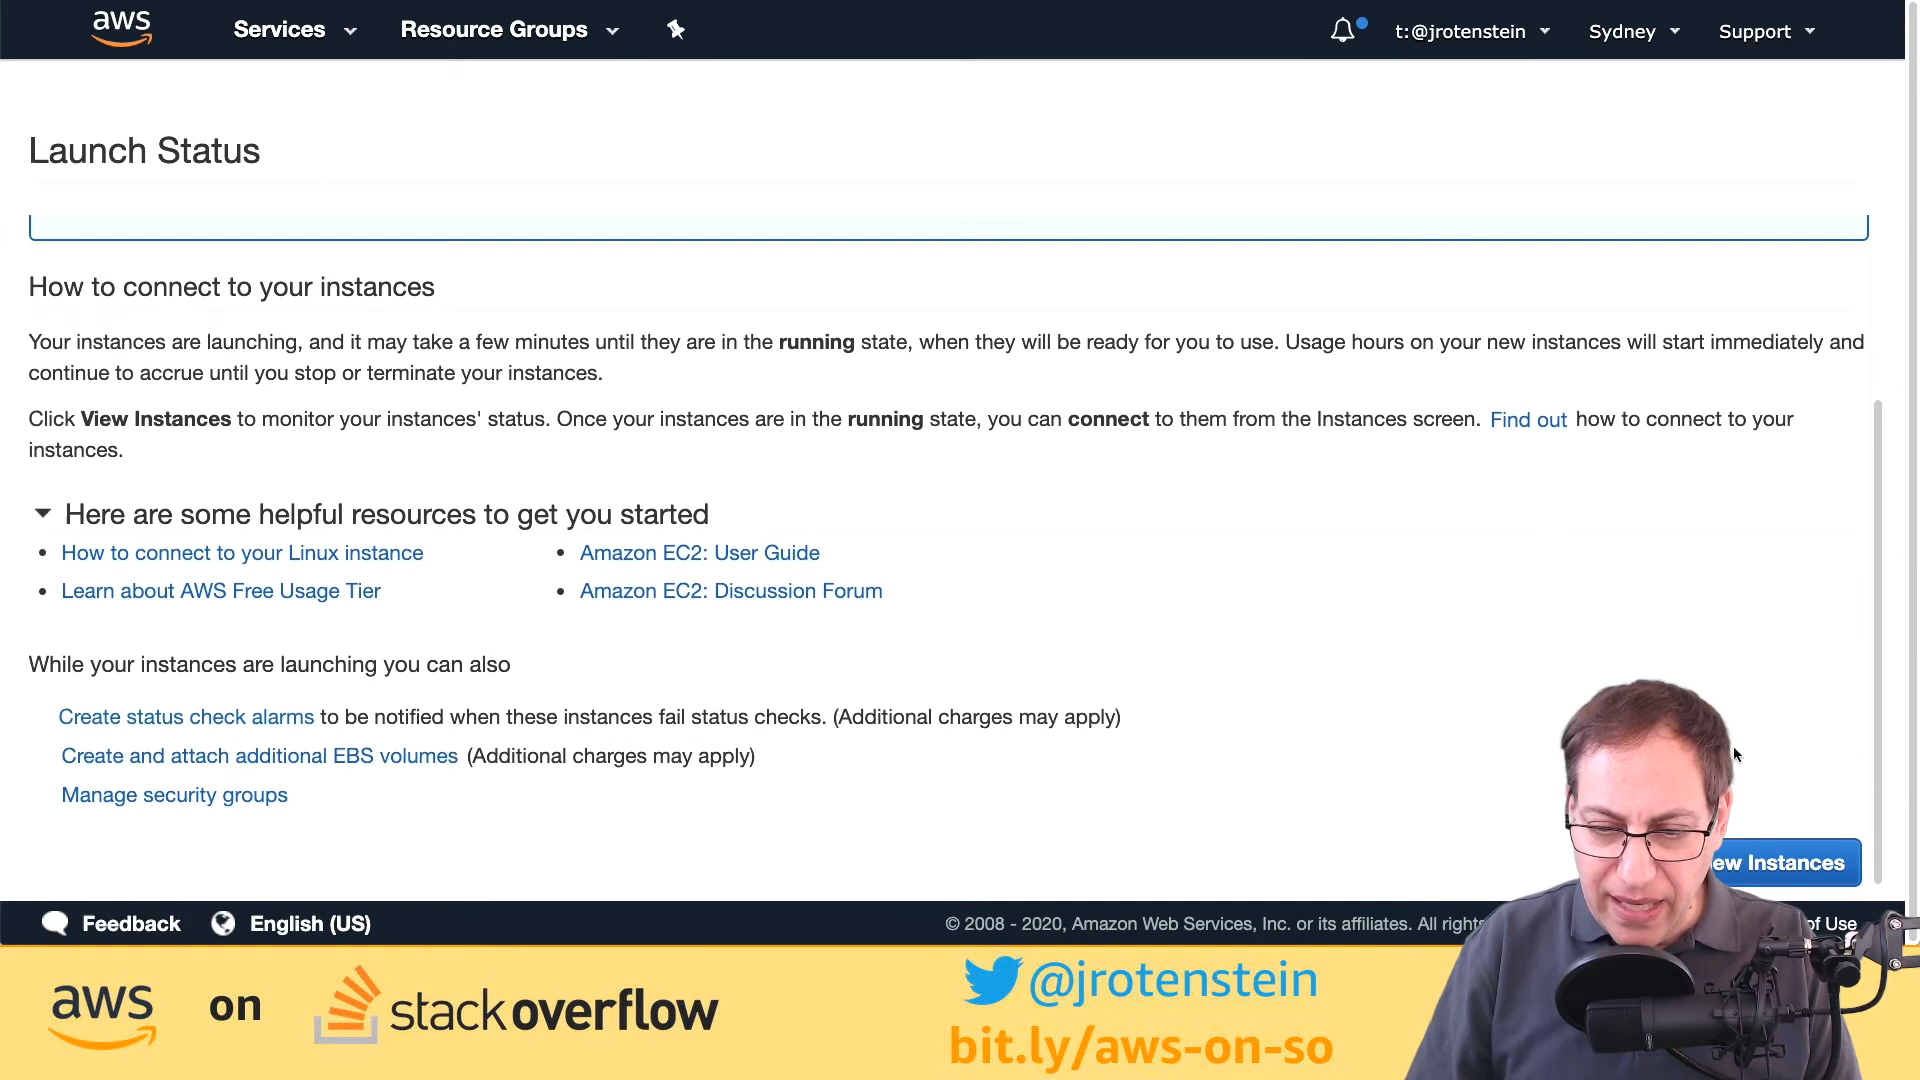 aws Services Resource Groups t:@jrotenstein Sydney Support
Launch Status
How to connect to your instances
Your instances are launching, and it may take a few minutes until they are in the running state, when they will be ready for you to use. Usage hours on your new instances will start immediately and
continue to accrue until you stop or terminate your instances.
Click View Instances to monitor your instances' status. Once your instances are in the running state, you can connect to them from the Instances screen. Find out how to connect to your
instances.
Here are some helpful resources to get you started
• How to connect to your Linux instance
• Amazon EC2: User Guide
• Learn about AWS Free Usage Tier
• Amazon EC2: Discussion Forum
While your instances are launching you can also
Create status check alarms to be notified when these instances fail status checks. (Additional charges may apply)
Create and attach additional EBS volumes (Additional charges may apply)
Manage security groups
Instances
Feedback English (US) © 2008 - 2020, Amazon Web Services, Inc. or its affiliates. All of Use
aws on stackoverflow
@jrotenstein
bit.ly/aws-on-so